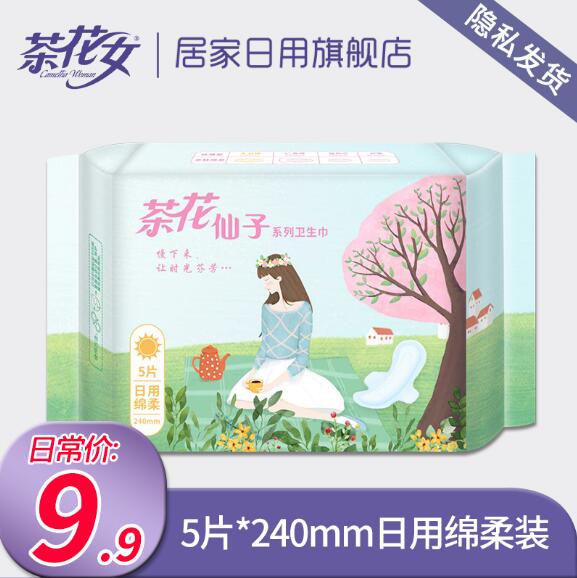 茶花女®
Camellia Woman
居家日用旗舰店
隐私发货
茶花仙子系列卫生巾
慢下来、
让时光芬芳…
5片
日用
绵柔
240mm
日常价:
9.9
5片*240mm日用绵柔装